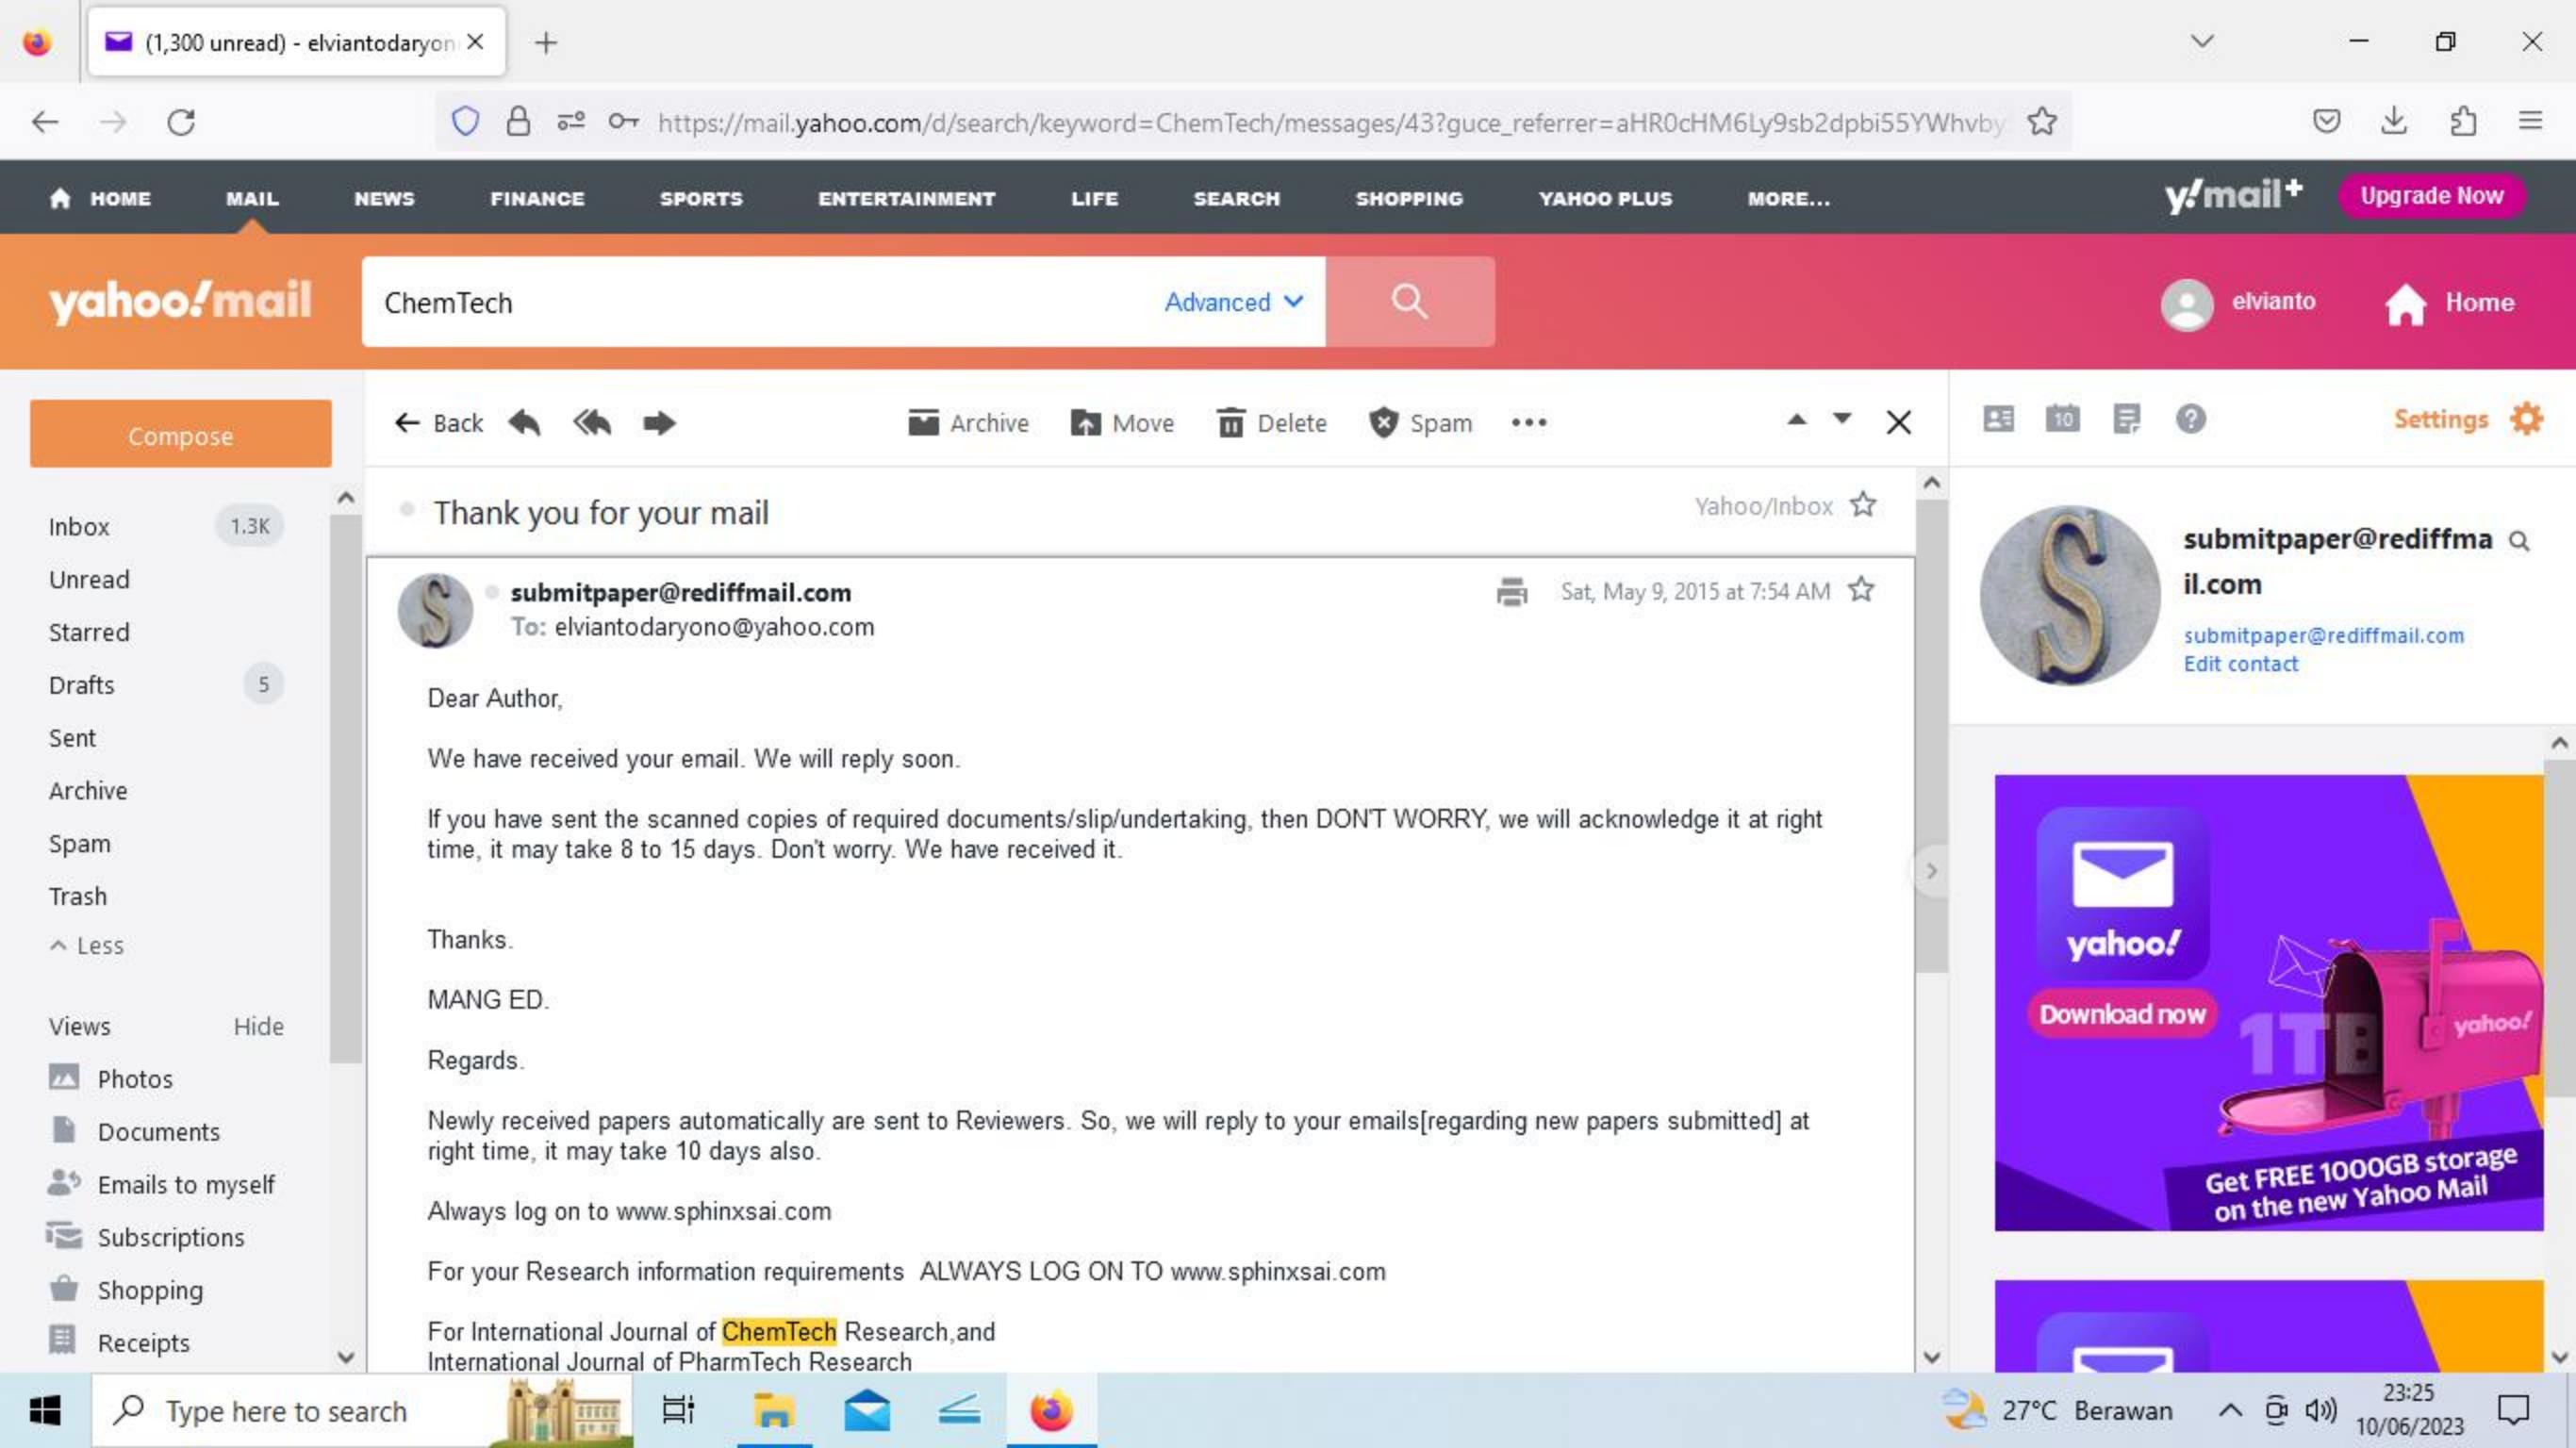 (1,300 unread) - elviantodaryon
https://mail.yahoo.com/d/search/keyword=ChemTech/messages/43?guce_referrer=aHR0cHM6Ly9sb2dpbi55YWhvby
HOME MAIL NEWS FINANCE SPORTS ENTERTAINMENT LIFE SEARCH SHOPPING YAHOO PLUS MORE... y!mail+ Upgrade Now
yahoo!mail ChemTech Advanced elvianto Home
Compose
Back Archive Move Delete Spam ••• 10 Settings
Inbox 1.3K
Unread
Starred
Drafts 5
Sent
Archive
Spam
Trash
Less
Views Hide
Photos
Documents
Emails to myself
Subscriptions
Shopping
Receipts
Thank you for your mail Yahoo/Inbox
submitpaper@rediffmail.com Sat, May 9, 2015 at 7:54 AM
To: elviantodaryono@yahoo.com
Dear Author,
We have received your email. We will reply soon.
If you have sent the scanned copies of required documents/slip/undertaking, then DON'T WORRY, we will acknowledge it at right
time, it may take 8 to 15 days. Don't worry. We have received it.
Thanks.
MANG ED.
Regards.
Newly received papers automatically are sent to Reviewers. So, we will reply to your emails[regarding new papers submitted] at
right time, it may take 10 days also.
Always log on to www.sphinxsai.com
For your Research information requirements ALWAYS LOG ON TO www.sphinxsai.com
For International Journal of ChemTech Research,and
International Journal of PharmTech Research
submitpaper@rediffma
il.com
submitpaper@rediffmail.com
Edit contact
yahoo!
Download now
1TB
yahoo!
Get FREE 1000GB storage
on the new Yahoo Mail
Type here to search 27°C Berawan 23:25
10/06/2023